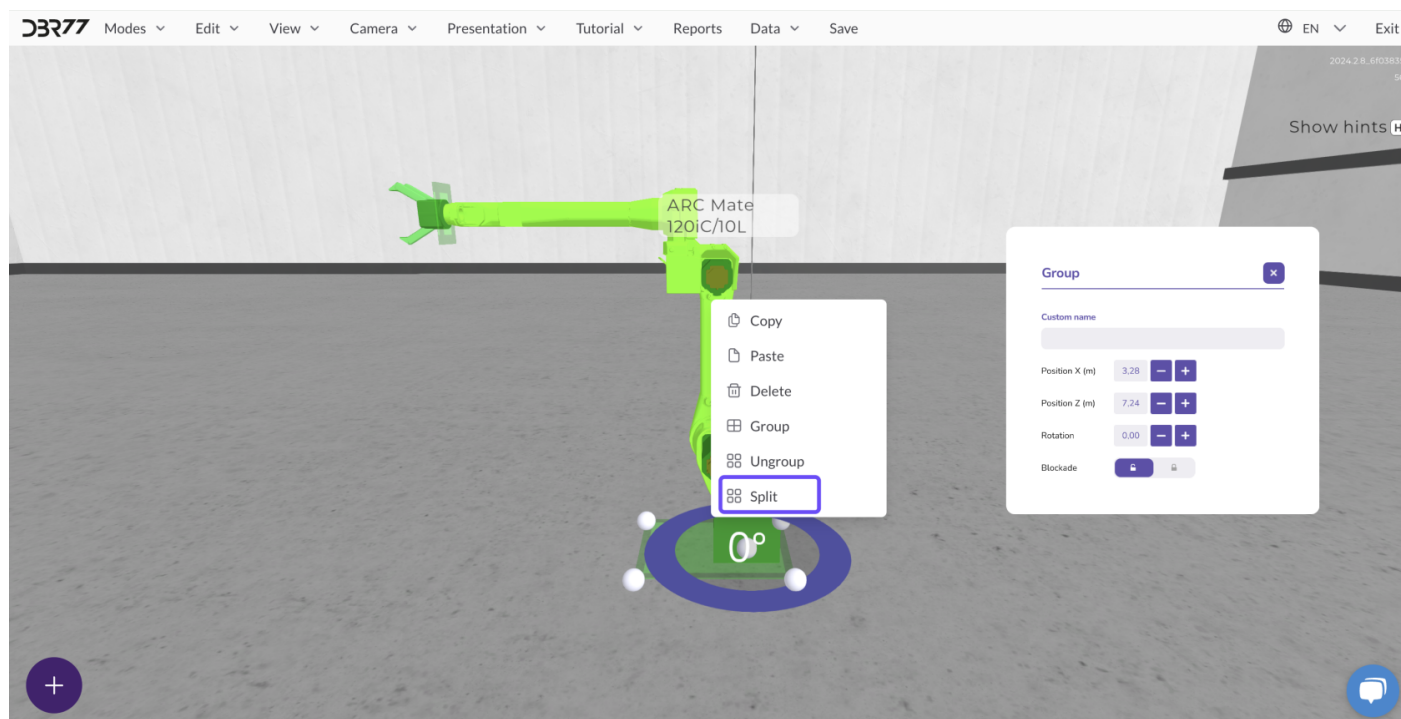 DBR77 Modes Edit View Camera Presentation Tutorial Reports Data Save EN Exit
Show hints H
ARC Mate
120iC/10L
Copy
Paste
Delete
Group
Ungroup
Split
0°
Group
Custom name
Position X (m) 3,28 − +
Position Z (m) 7,24 − +
Rotation 0,00 − +
Blockade